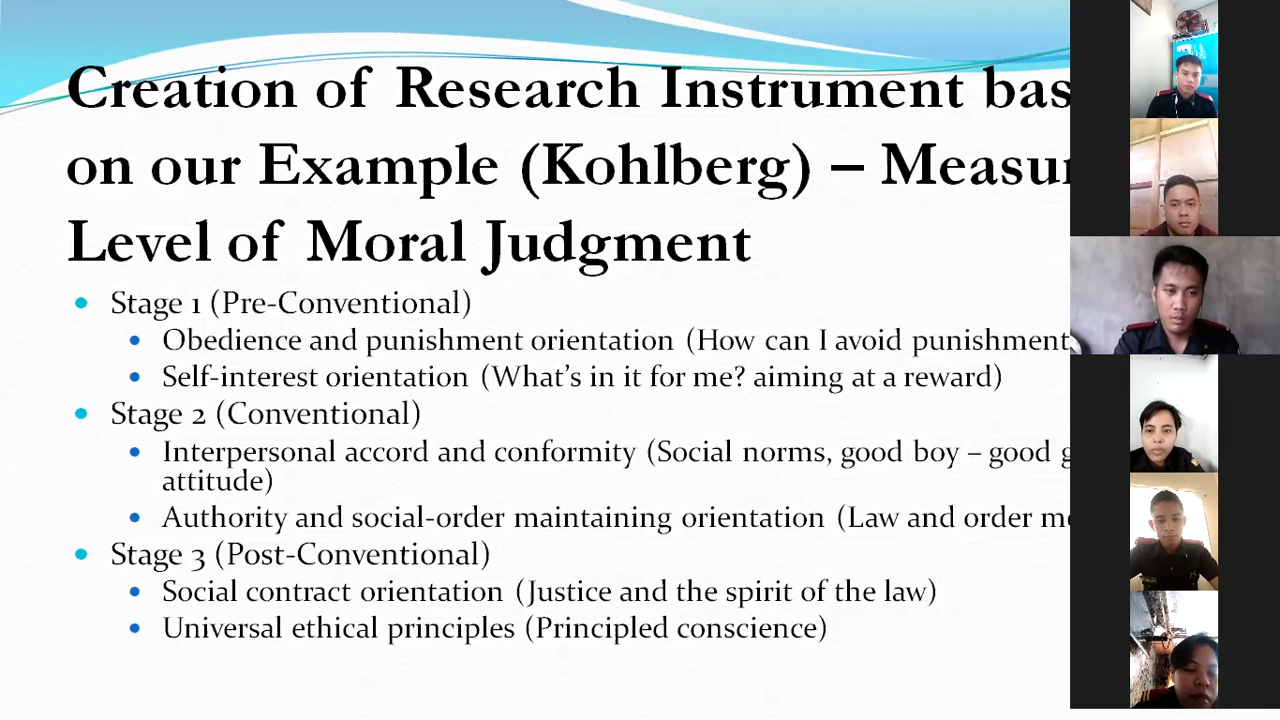 Creation of Research Instrument bas
on our Example (Kohlberg) – Measu
Level of Moral Judgment
• Stage 1 (Pre-Conventional)
• Obedience and punishment orientation (How can I avoid punishment
• Self-interest orientation (What's in it for me? aiming at a reward)
• Stage 2 (Conventional)
• Interpersonal accord and conformity (Social norms, good boy – good g
attitude)
• Authority and social-order maintaining orientation (Law and order m
• Stage 3 (Post-Conventional)
• Social contract orientation (Justice and the spirit of the law)
• Universal ethical principles (Principled conscience)